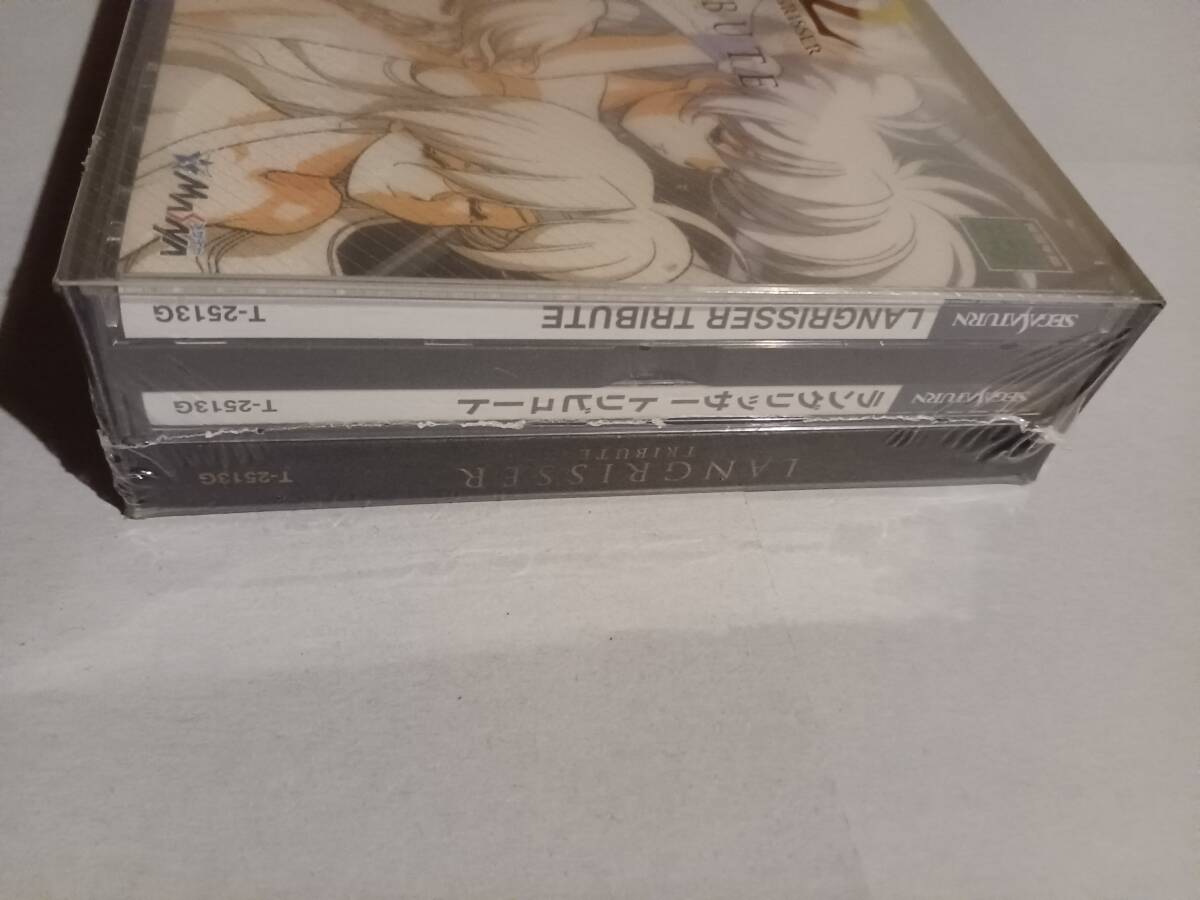 TRIBUTE
MASAYA
SEGA SATURN LANGRISSER TRIBUTE T-2513G
SEGA SATURN ラングリッサー トリビュート T-2513G
LANGRISSER
TRIBUTE
T-2513G